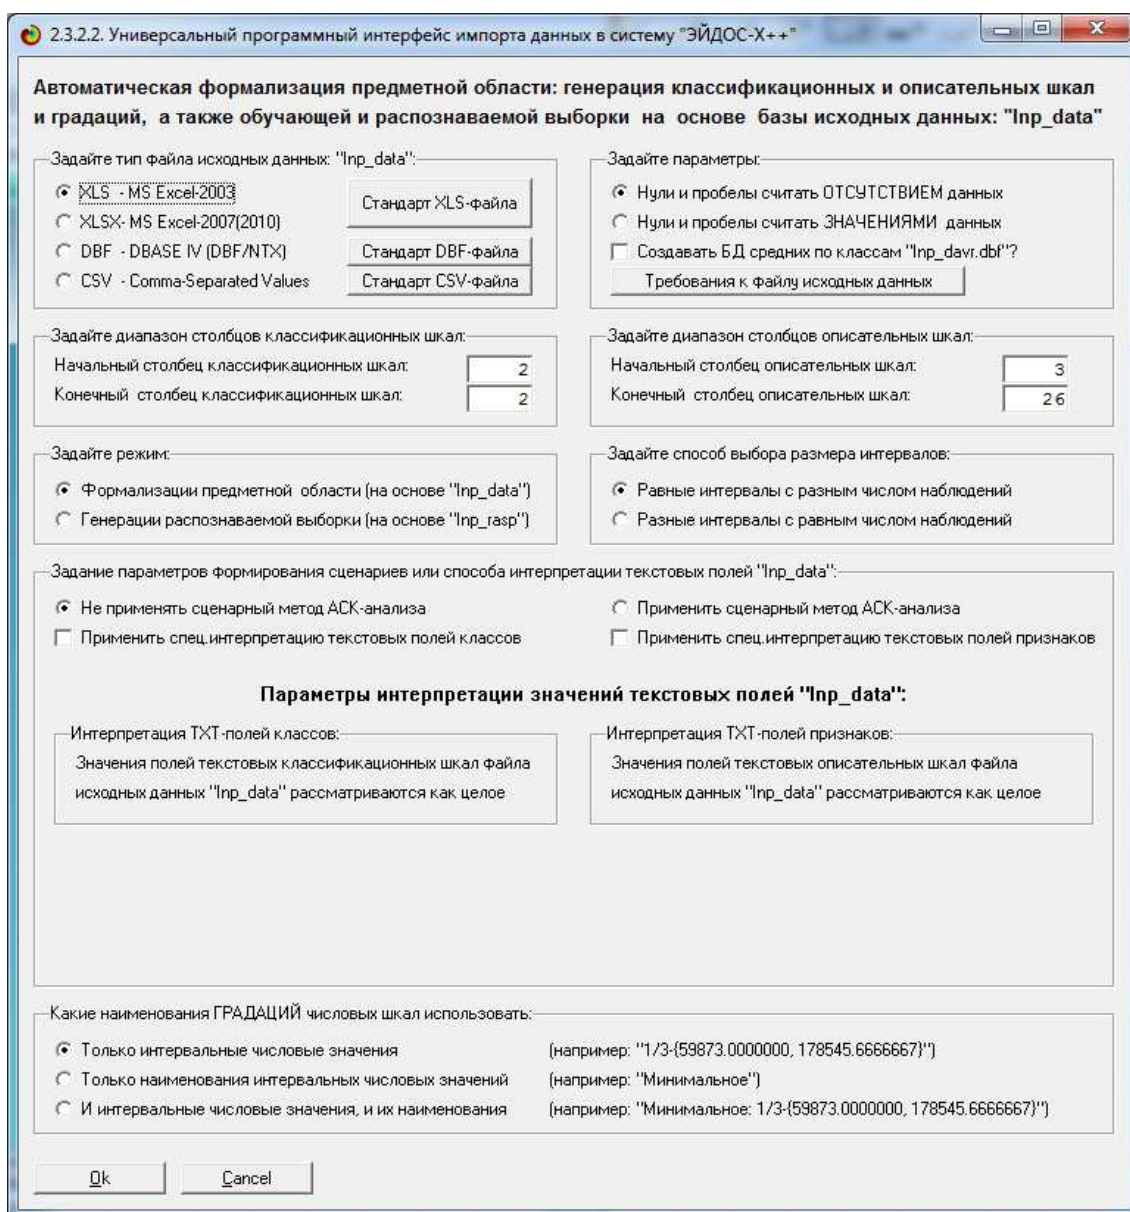 2.3.2.2. Универсальный программный интерфейс импорта данных в систему "ЭЙДОС-X++"
Автоматическая формализация предметной области: генерация классификационных и описательных шкал
и градаций, а также обучающей и распознаваемой выборки на основе базы исходных данных: "Inp_data"
Задайте тип файла исходных данных: "Inp_data":
XLS - MS Excel-2003
XLSX- MS Excel-2007(2010)
DBF - DBASE IV (DBF/NTX)
CSV - Comma-Separated Values
Стандарт XLS-файла
Стандарт DBF-файла
Стандарт CSV-файла
Задайте параметры:
Нули и пробелы считать ОТСУТСТВИЕМ данных
Нули и пробелы считать ЗНАЧЕНИЯМИ данных
Создавать БД средних по классам "Inp_davr.dbf"?
Требования к файлу исходных данных
Задайте диапазон столбцов классификационных шкал:
Начальный столбец классификационных шкал: 2
Конечный столбец классификационных шкал: 2
Задайте диапазон столбцов описательных шкал:
Начальный столбец описательных шкал: 3
Конечный столбец описательных шкал: 26
Задайте режим:
Формализации предметной области (на основе "Inp_data")
Генерации распознаваемой выборки (на основе "Inp_rasp")
Задайте способ выбора размера интервалов:
Равные интервалы с разным числом наблюдений
Разные интервалы с равным числом наблюдений
Задание параметров формирования сценариев или способа интерпретации текстовых полей "Inp_data":
Не применять сценарный метод АСК-анализа
Применить спец.интерпретацию текстовых полей классов
Применить сценарный метод АСК-анализа
Применить спец.интерпретацию текстовых полей признаков
Параметры интерпретации значений текстовых полей "Inp_data":
Интерпретация TXT-полей классов:
Значения полей текстовых классификационных шкал файла
исходных данных "Inp_data" рассматриваются как целое
Интерпретация TXT-полей признаков:
Значения полей текстовых описательных шкал файла
исходных данных "Inp_data" рассматриваются как целое
Какие наименования ГРАДАЦИЙ числовых шкал использовать:
Только интервальные числовые значения (например: "1/3-{59873.0000000, 178545.6666667}")
Только наименования интервальных числовых значений (например: "Минимальное")
И интервальные числовые значения, и их наименования (например: "Минимальное: 1/3-{59873.0000000, 178545.6666667}")
Ok Cancel